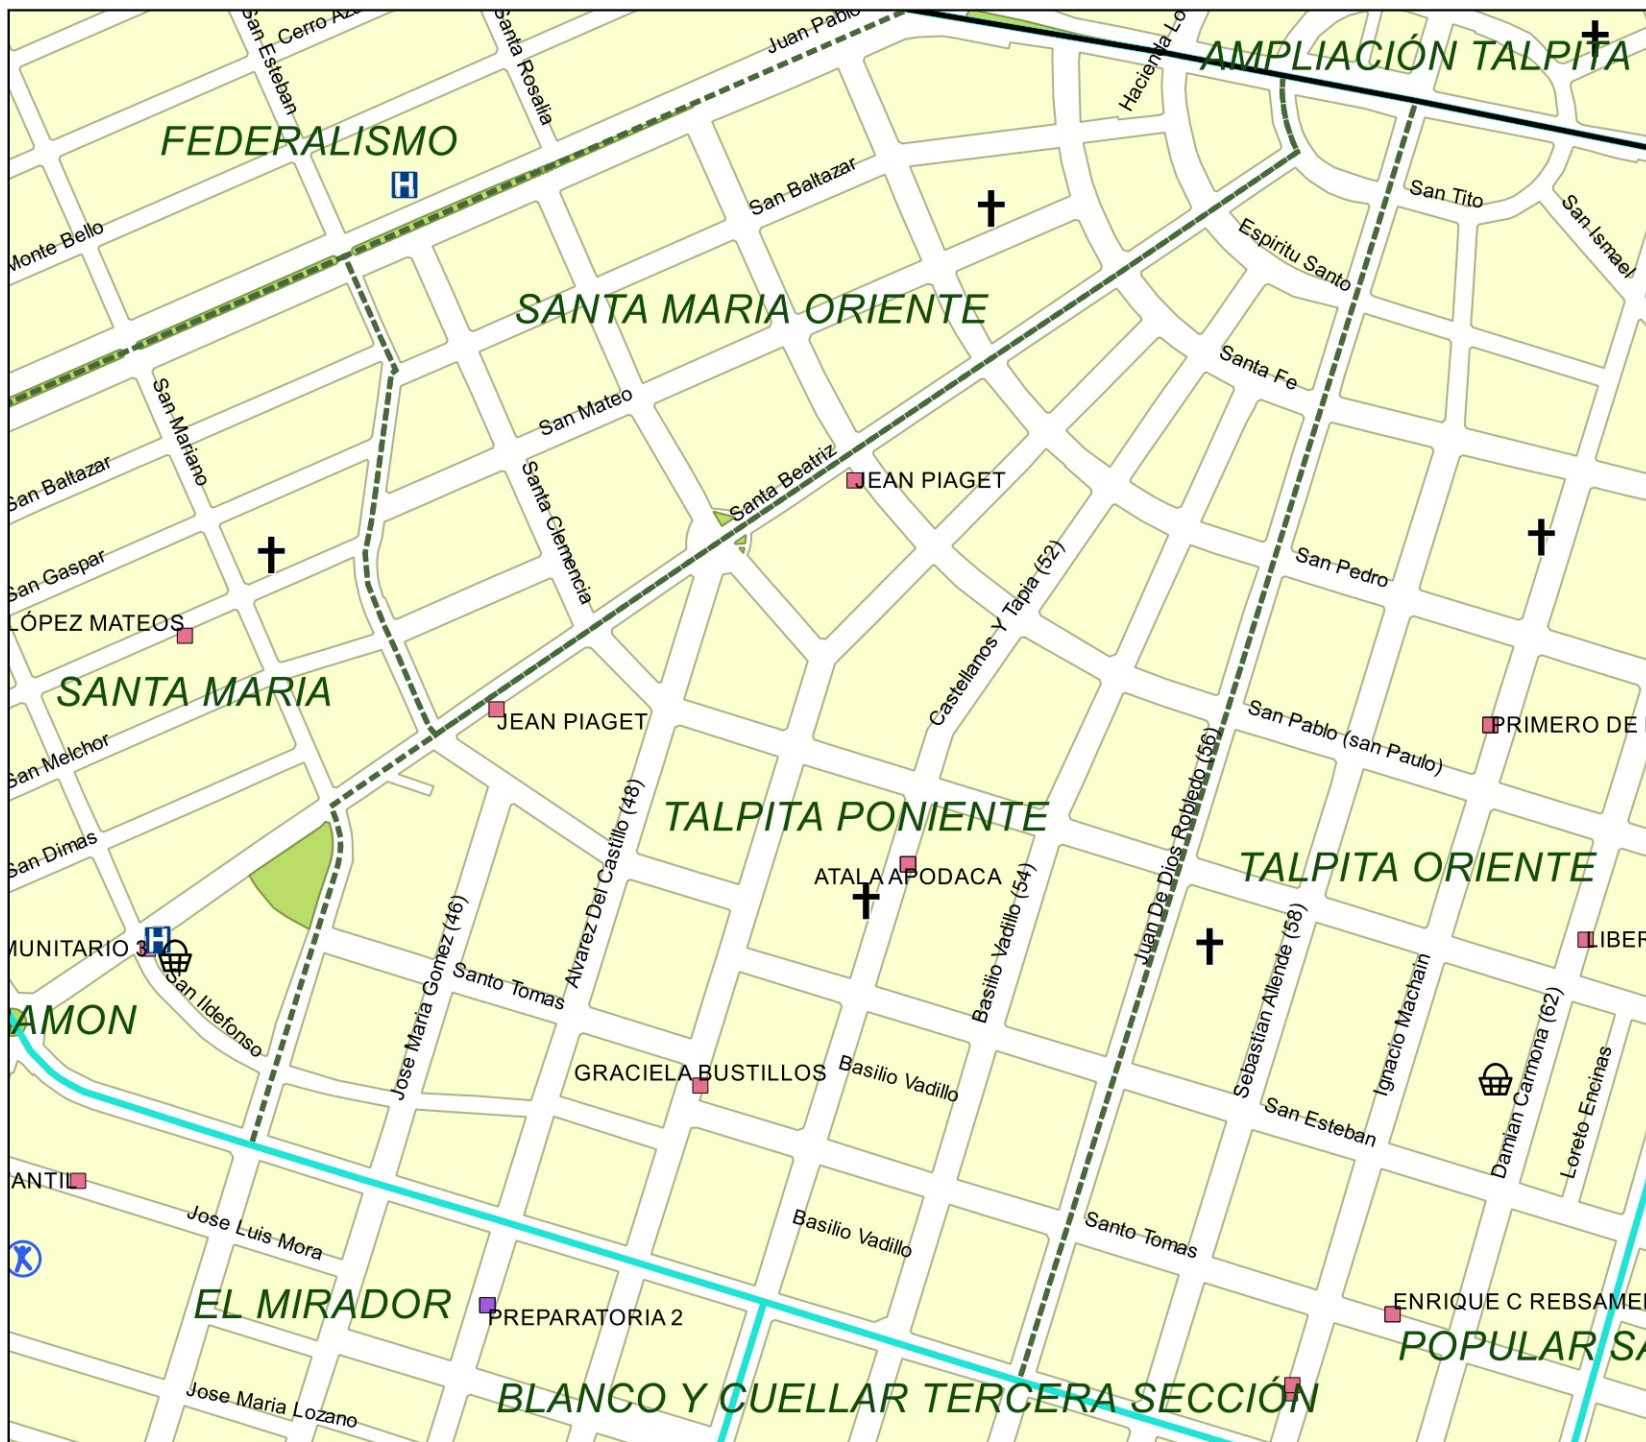 Cerro Az
San Esteban
Santa Rosalia
Juan Pablo
Hacienda Lo
AMPLIACIÓN TALPITA
FEDERALISMO
H
San Baltazar
San Tito
San Ismael
Monte Bello
Espiritu Santo
SANTA MARIA ORIENTE
Santa Fe
San Mariano
San Mateo
San Baltazar
Santa Beatriz
JEAN PIAGET
Santa Clemencia
San Gaspar
San Pedro
Castellanos Y Tapia (52)
LÓPEZ MATEOS
SANTA MARIA
JEAN PIAGET
San Pablo (san Paulo)
PRIMERO DE
San Melchor
Juan De Dios Robledo (56)
Alvarez Del Castillo (48)
TALPITA PONIENTE
San Dimas
ATALA APODACA
TALPITA ORIENTE
Basilio Vadillo (54)
Jose Maria Gomez (46)
Sebastian Allende (58)
MUNITARIO 3
H
LIBER
Santo Tomas
San Ildefonso
Ignacio Machain
AMON
Damian Carmona (62)
Loreto Encinas
GRACIELA BUSTILLOS
Basilio Vadillo
San Esteban
ANTIL
Jose Luis Mora
Basilio Vadillo
Santo Tomas
EL MIRADOR
PREPARATORIA 2
ENRIQUE C REBSAME
POPULAR SA
Jose Maria Lozano
BLANCO Y CUELLAR TERCERA SECCIÓN